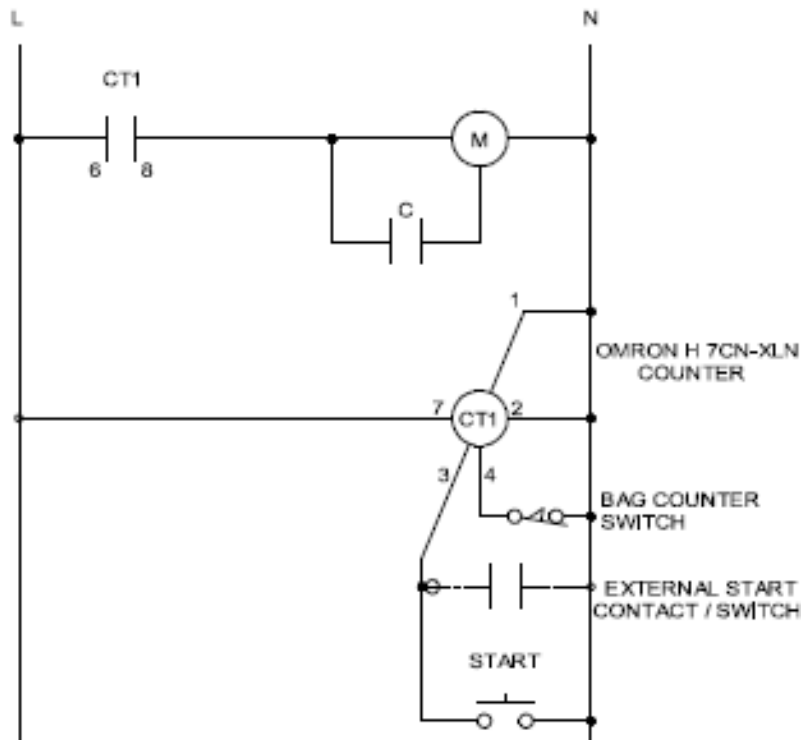 L N
CT1
6 8
M
C
1
OMRON H 7CN-XLN
COUNTER
7 CT1 2
3 4
BAG COUNTER
SWITCH
EXTERNAL START
CONTACT / SWITCH
START